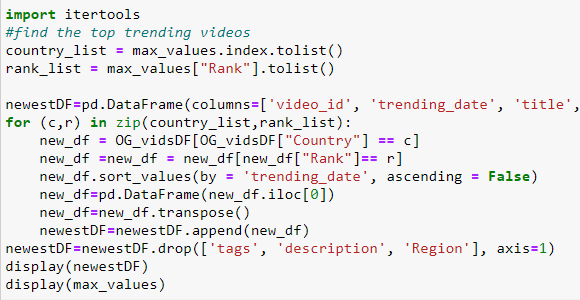 import itertools
#find the top trending videos
country_list = max_values.index.tolist()
rank_list = max_values["Rank"].tolist()

newestDF=pd.DataFrame(columns=['video_id', 'trending_date', 'title',
for (c,r) in zip(country_list,rank_list):
    new_df = OG_vidsDF[OG_vidsDF["Country"] == c]
    new_df =new_df = new_df[new_df["Rank"]== r]
    new_df.sort_values(by = 'trending_date', ascending = False)
    new_df=pd.DataFrame(new_df.iloc[0])
    new_df=new_df.transpose()
    newestDF=newestDF.append(new_df)
newestDF=newestDF.drop(['tags', 'description', 'Region'], axis=1)
display(newestDF)
display(max_values)